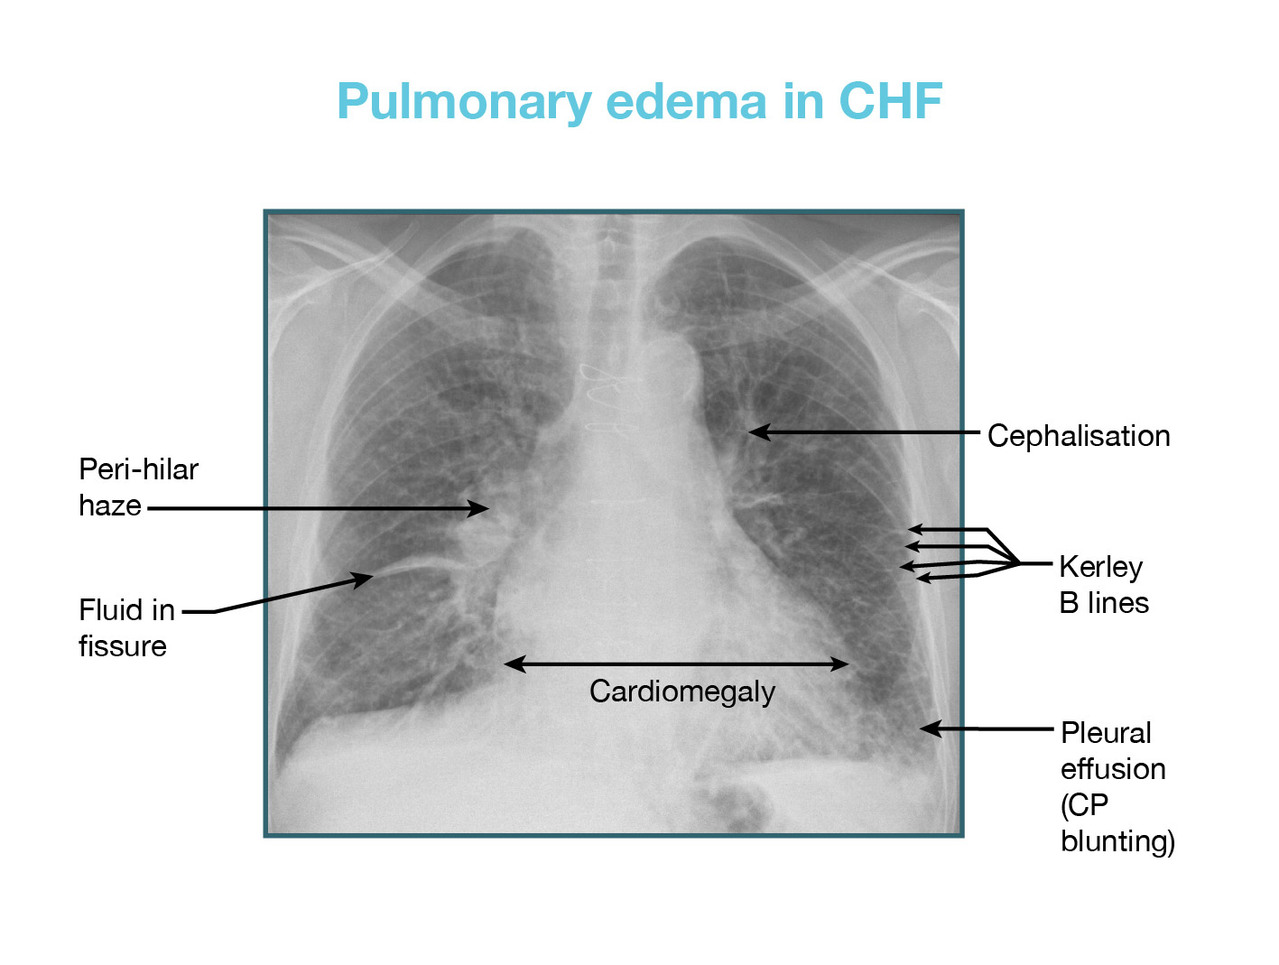 Pulmonary edema in CHF
Cephalisation
Peri-hilar
haze
Kerley
B lines
Fluid in
fissure
Cardiomegaly
Pleural
effusion
(CP
blunting)